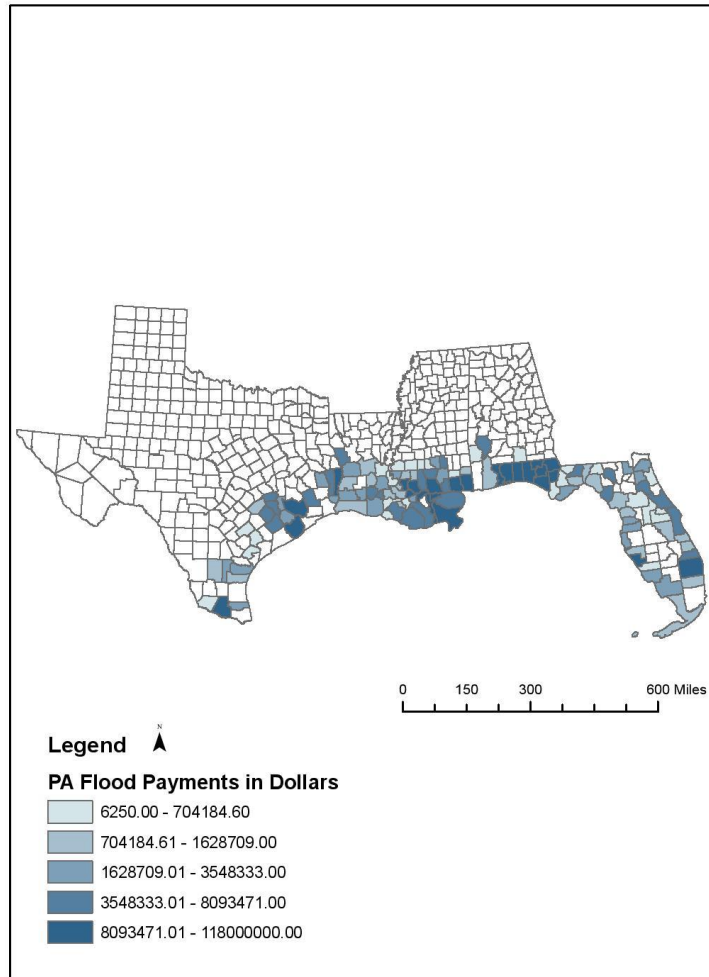 0 150 300 600 Miles
N
Legend
PA Flood Payments in Dollars
6250.00 - 704184.60
704184.61 - 1628709.00
1628709.01 - 3548333.00
3548333.01 - 8093471.00
8093471.01 - 118000000.00